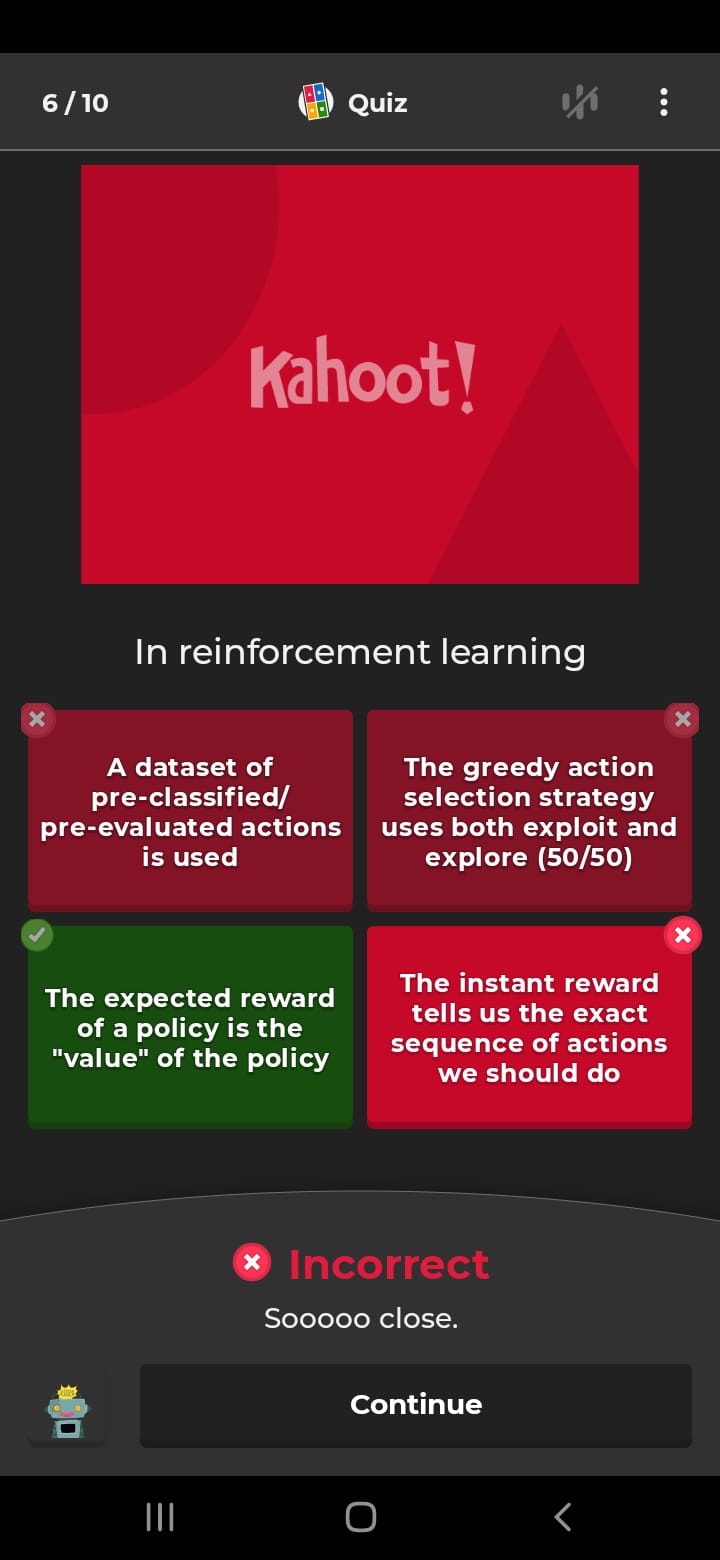 6 / 10
Quiz
Kahoot!
In reinforcement learning
A dataset of
pre-classified/
pre-evaluated actions
is used
The greedy action
selection strategy
uses both exploit and
explore (50/50)
The expected reward
of a policy is the
"value" of the policy
The instant reward
tells us the exact
sequence of actions
we should do
Incorrect
Sooooo close.
Continue